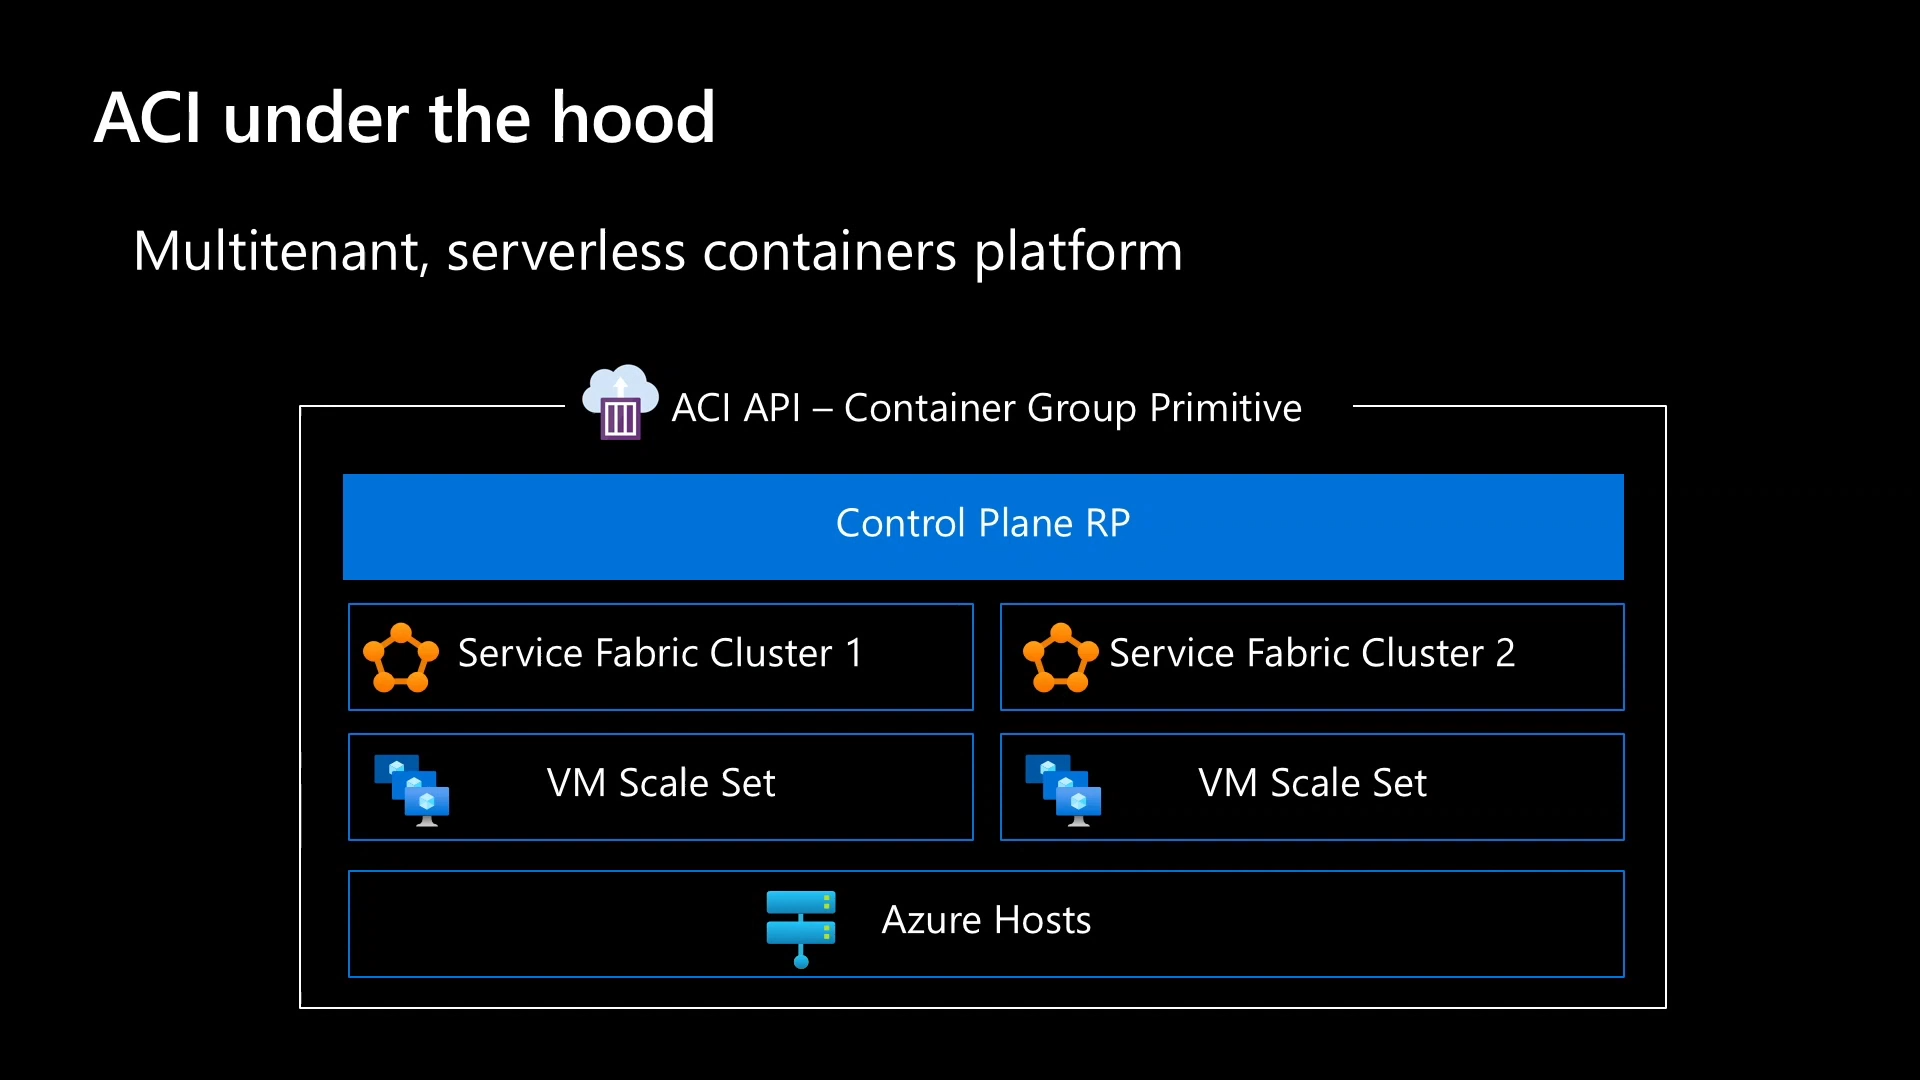 ACI under the hood
Multitenant, serverless containers platform
ACI API – Container Group Primitive
Control Plane RP
Service Fabric Cluster 1
Service Fabric Cluster 2
VM Scale Set
VM Scale Set
Azure Hosts